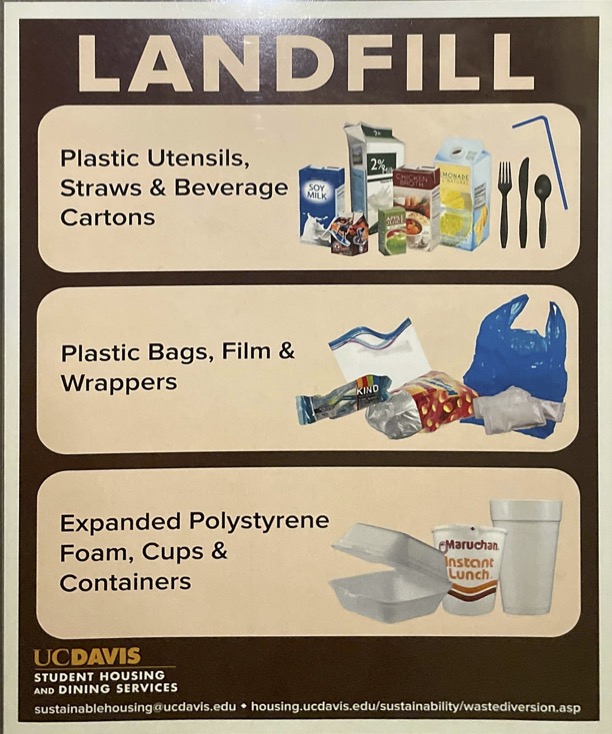 LANDFILL
Plastic Utensils,
Straws & Beverage
Cartons
SOY
MILK
2%
CHICKEN
BROTH
MONADE
APPLE
Plastic Bags, Film &
Wrappers
KIND
Expanded Polystyrene
Foam, Cups &
Containers
Maruchan
Instant
Lunch.
UCDAVIS
STUDENT HOUSING
AND DINING SERVICES
sustainablehousing@ucdavis.edu • housing.ucdavis.edu/sustainability/wastediversion.asp